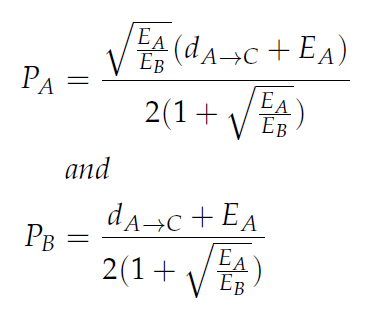 P_A = \frac{\sqrt{\frac{E_A}{E_B}}(d_{A \to C} + E_A)}{2(1 + \sqrt{\frac{E_A}{E_B}})}
and
P_B = \frac{d_{A \to C} + E_A}{2(1 + \sqrt{\frac{E_A}{E_B}})}